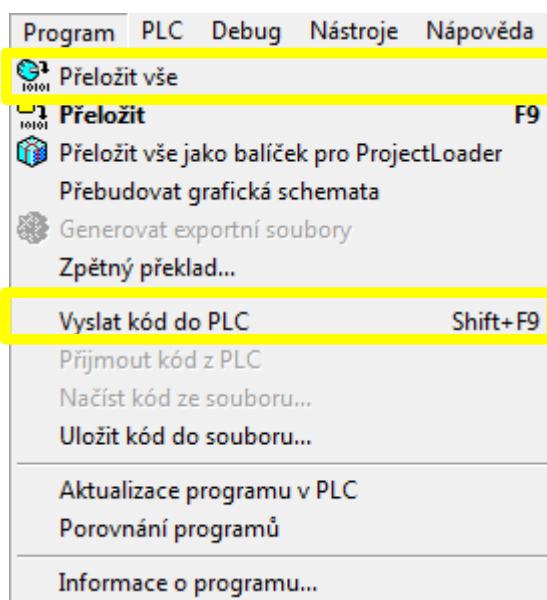 Program PLC Debug Nástroje Nápověda
Přeložit vše
Přeložit F9
Přeložit vše jako balíček pro ProjectLoader
Přebudovat grafická schemata
Generovat exportní soubory
Zpětný překlad...
Vyslat kód do PLC Shift+F9
Přijmout kód z PLC
Načíst kód ze souboru...
Uložit kód do souboru...
Aktualizace programu v PLC
Porovnání programů
Informace o programu...